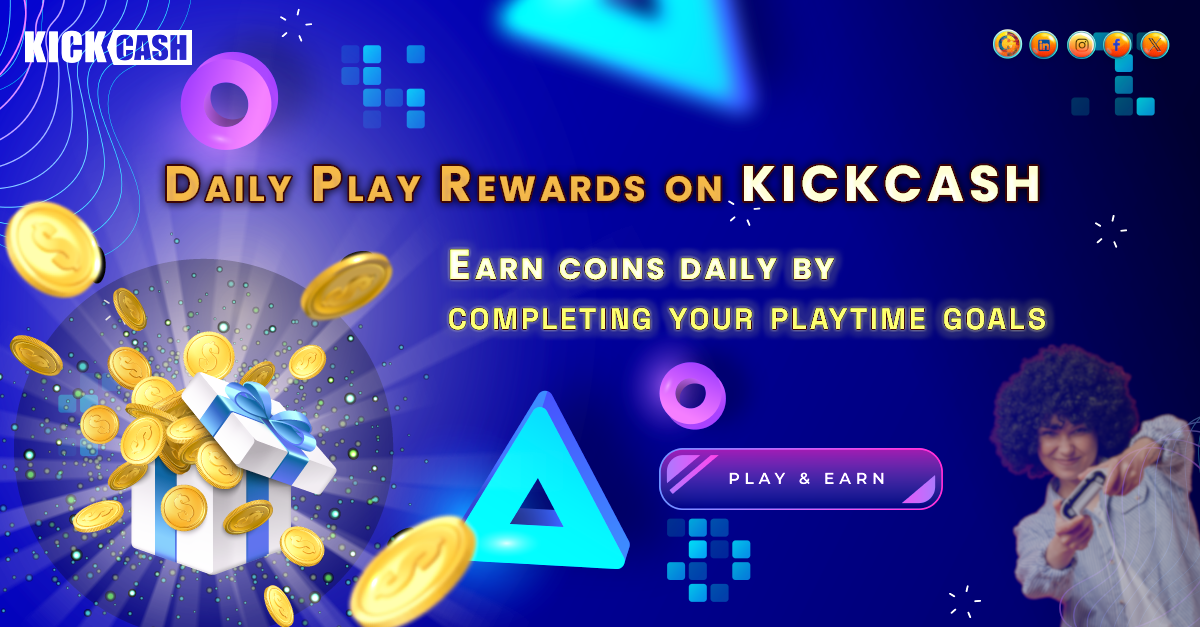 KICKCASH
DAILY PLAY REWARDS ON KICKCASH
EARN COINS DAILY BY
COMPLETING YOUR PLAYTIME GOALS
PLAY & EARN